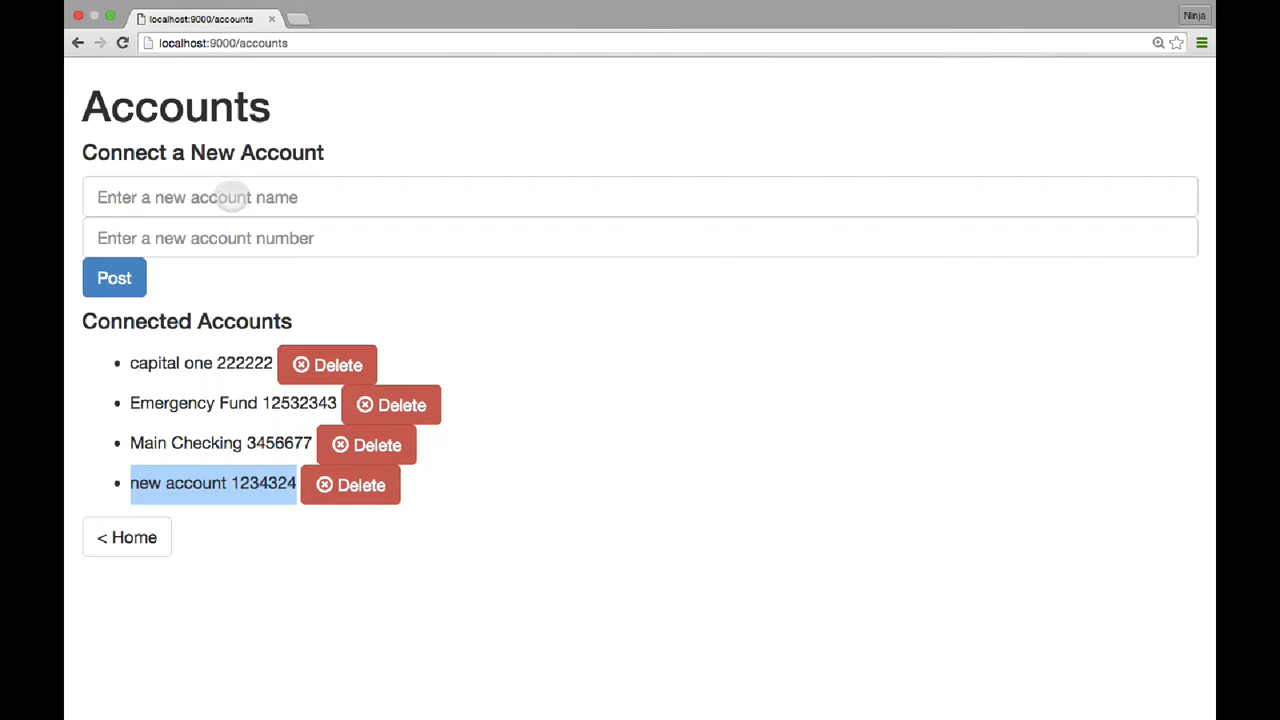 localhost:9000/accounts
Ninja
localhost:9000/accounts
Accounts
Connect a New Account
Enter a new account name
Enter a new account number
Post
Connected Accounts
• capital one 222222 Delete
• Emergency Fund 12532343 Delete
• Main Checking 3456677 Delete
• new account 1234324 Delete
< Home